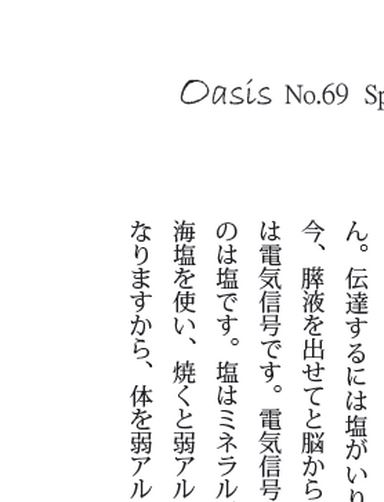 Oasis No.69 Sp
ん。伝達するには塩がいり
今、膵液を出せてと脳から
は電気信号です。電気信号
のは塩です。塩はミネラル
海塩を使い、焼くと弱アル
なりますから、体を弱アル